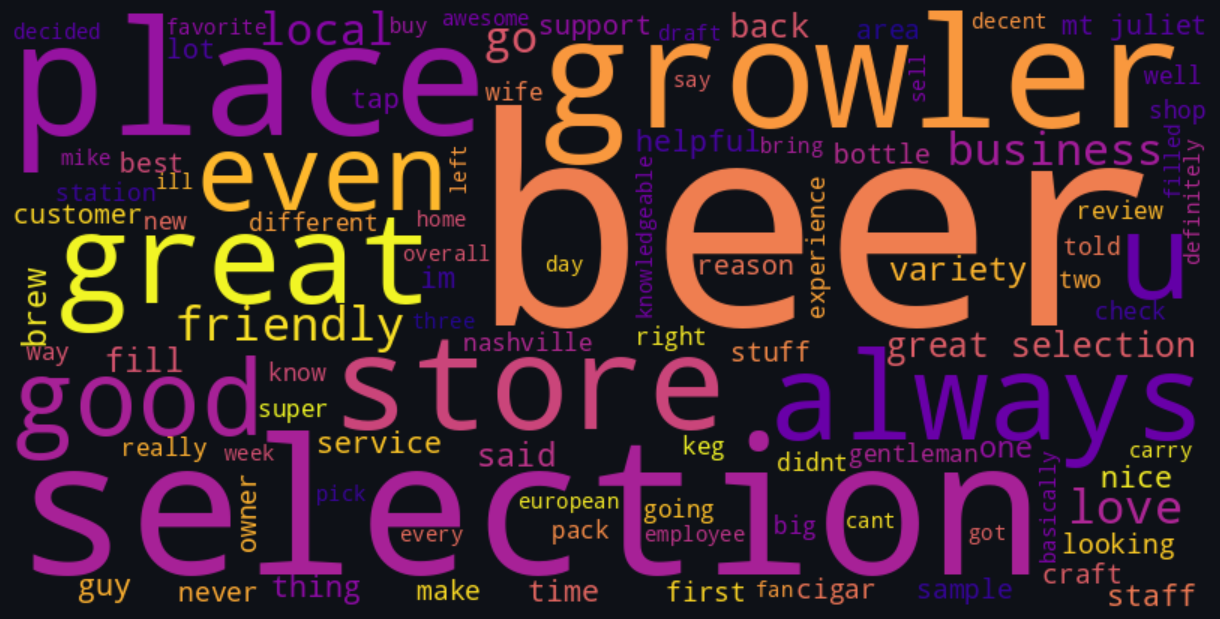 decided
favorite
local
buy
awesome
support
draft
back
area
decent
mt juliet
lot
place
tap
go
wife
growler
say
sell
well
shop
mike
best
ill
station
even
left
helpful
bring
bottle
business
filled
definitely
customer
new
different
home
knowledgeable
beer
experience
review
great
overall
im
day
reason
variety
told
two
u
brew
friendly
three
check
way
fill
nashville
right
stuff
great selection
good
know
super
store
always
really
week
service
said
keg
didnt
gentleman
one
carry
nice
selection
owner
pick
every
european
pack
going
employee
big
cant
got
basically
love
looking
craft
guy
never
thing
make
time
first
fan
cigar
sample
staff